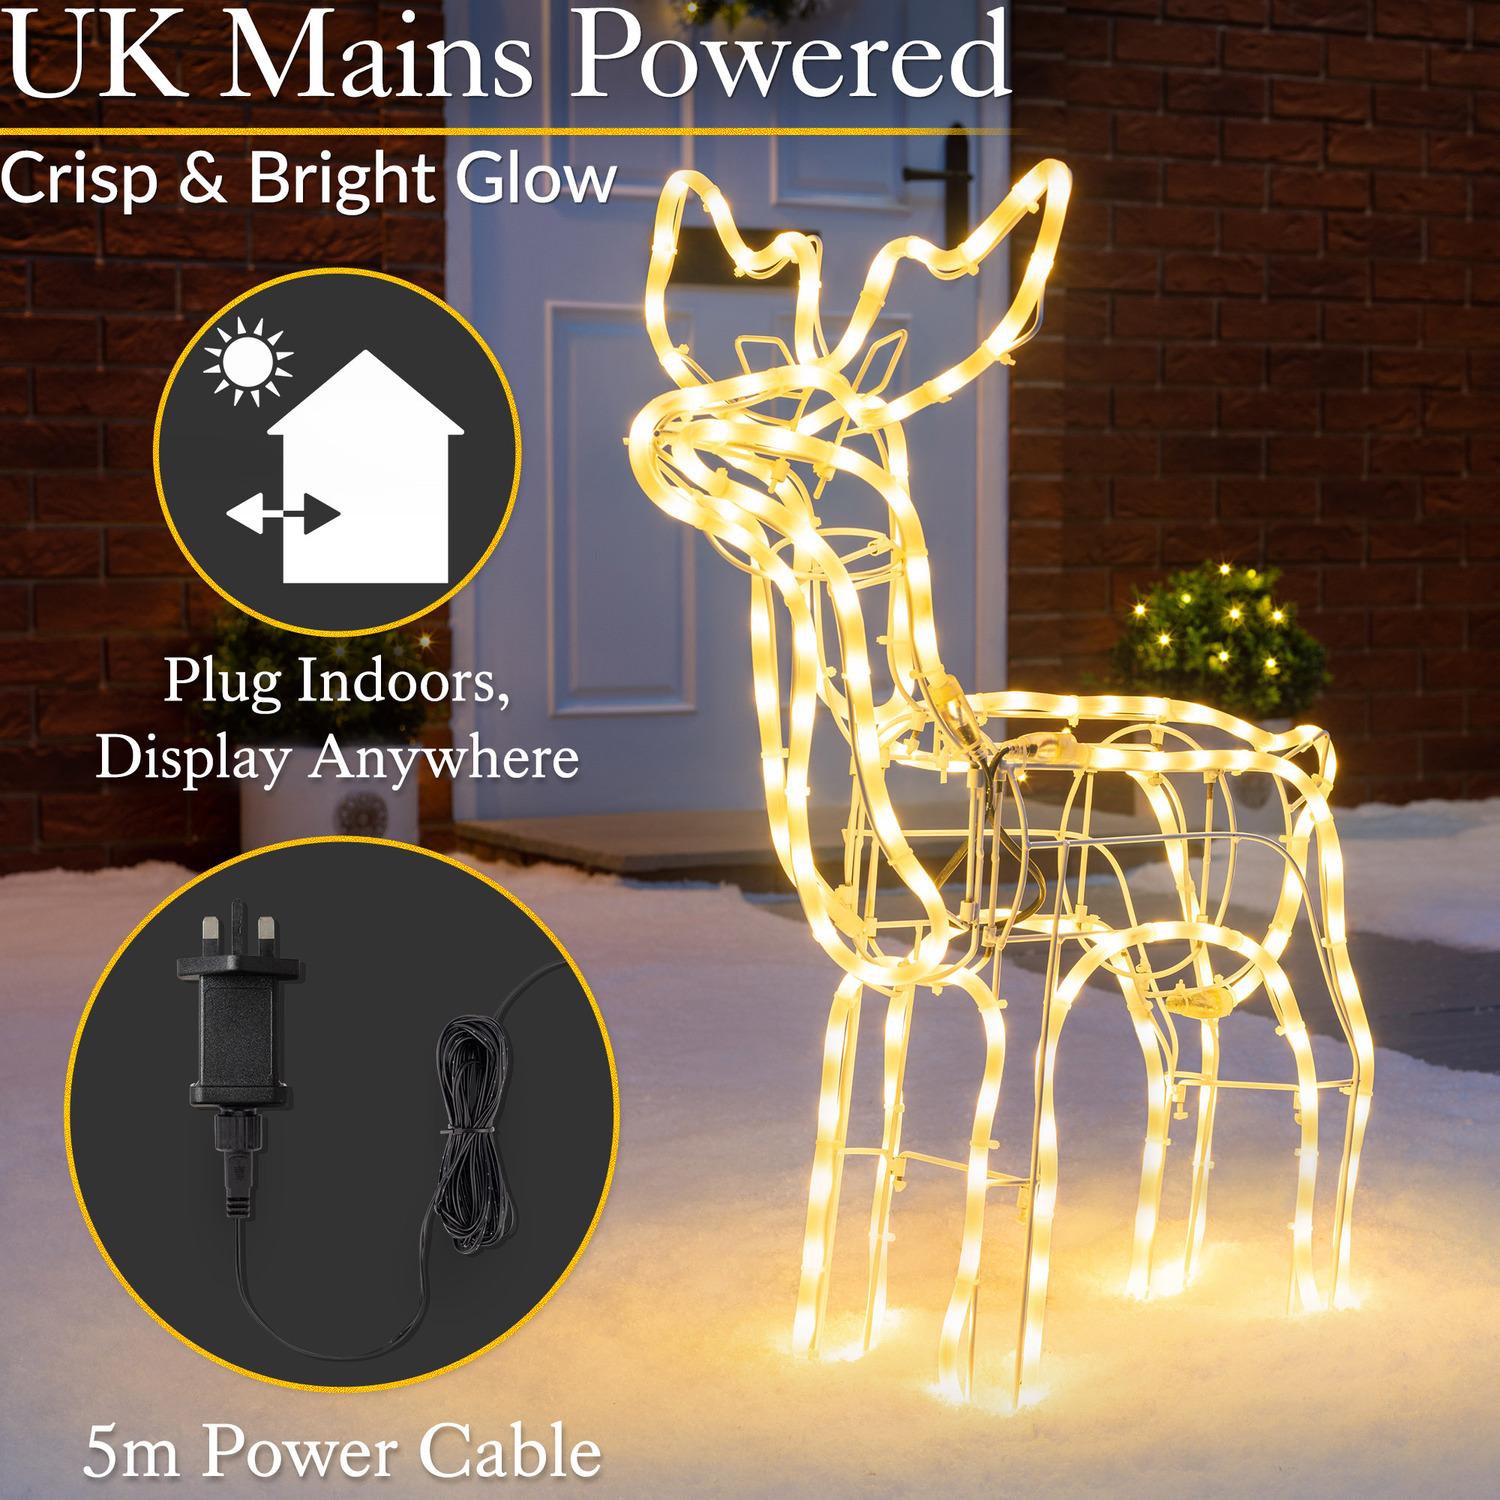 UK Mains Powered
Crisp & Bright Glow
Plug Indoors,
Display Anywhere
5m Power Cable